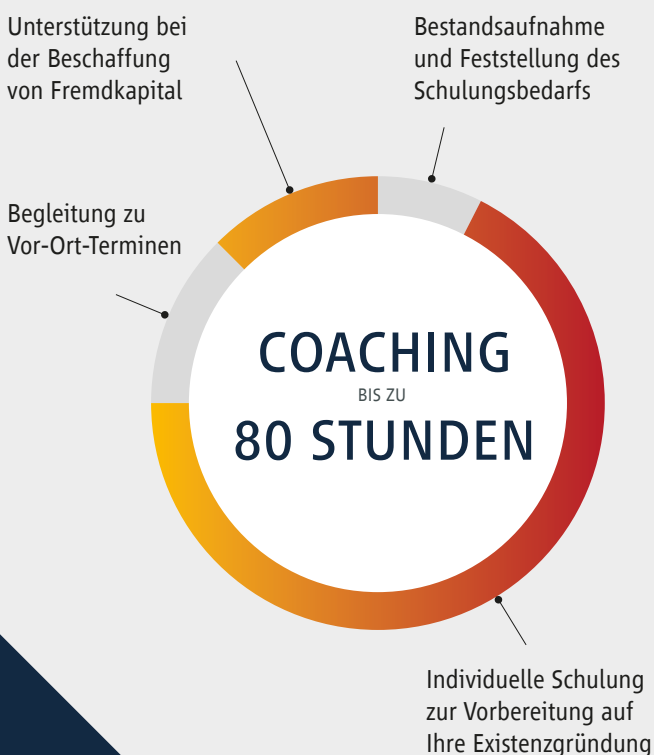 Unterstützung bei
der Beschaffung
von Fremdkapital
Bestandsaufnahme
und Feststellung des
Schulungsbedarfs
Begleitung zu
Vor-Ort-Terminen
COACHING
BIS ZU
80 STUNDEN
Individuelle Schulung
zur Vorbereitung auf
Ihre Existenzgründung